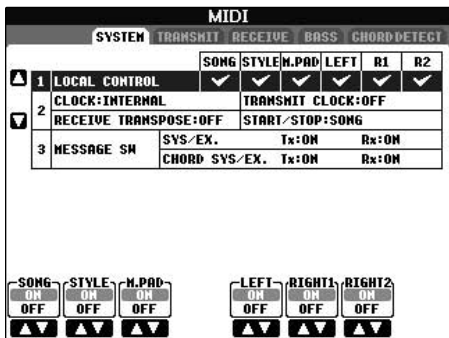 MIDI
SYSTEM TRANSMIT RECEIVE BASS CHORD DETECT
SONG STYLE M.PAD LEFT R1 R2
1 LOCAL CONTROL
2 CLOCK:INTERNAL TRANSMIT CLOCK:OFF
RECEIVE TRANSPOSE:OFF START/STOP:SONG
3 MESSAGE SW SYS/EX. Tx:ON Rx:ON
CHORD SYS/EX. Tx:ON Rx:ON
SONG STYLE M.PAD LEFT RIGHT1 RIGHT2
ON ON ON ON ON ON
OFF OFF OFF OFF OFF OFF